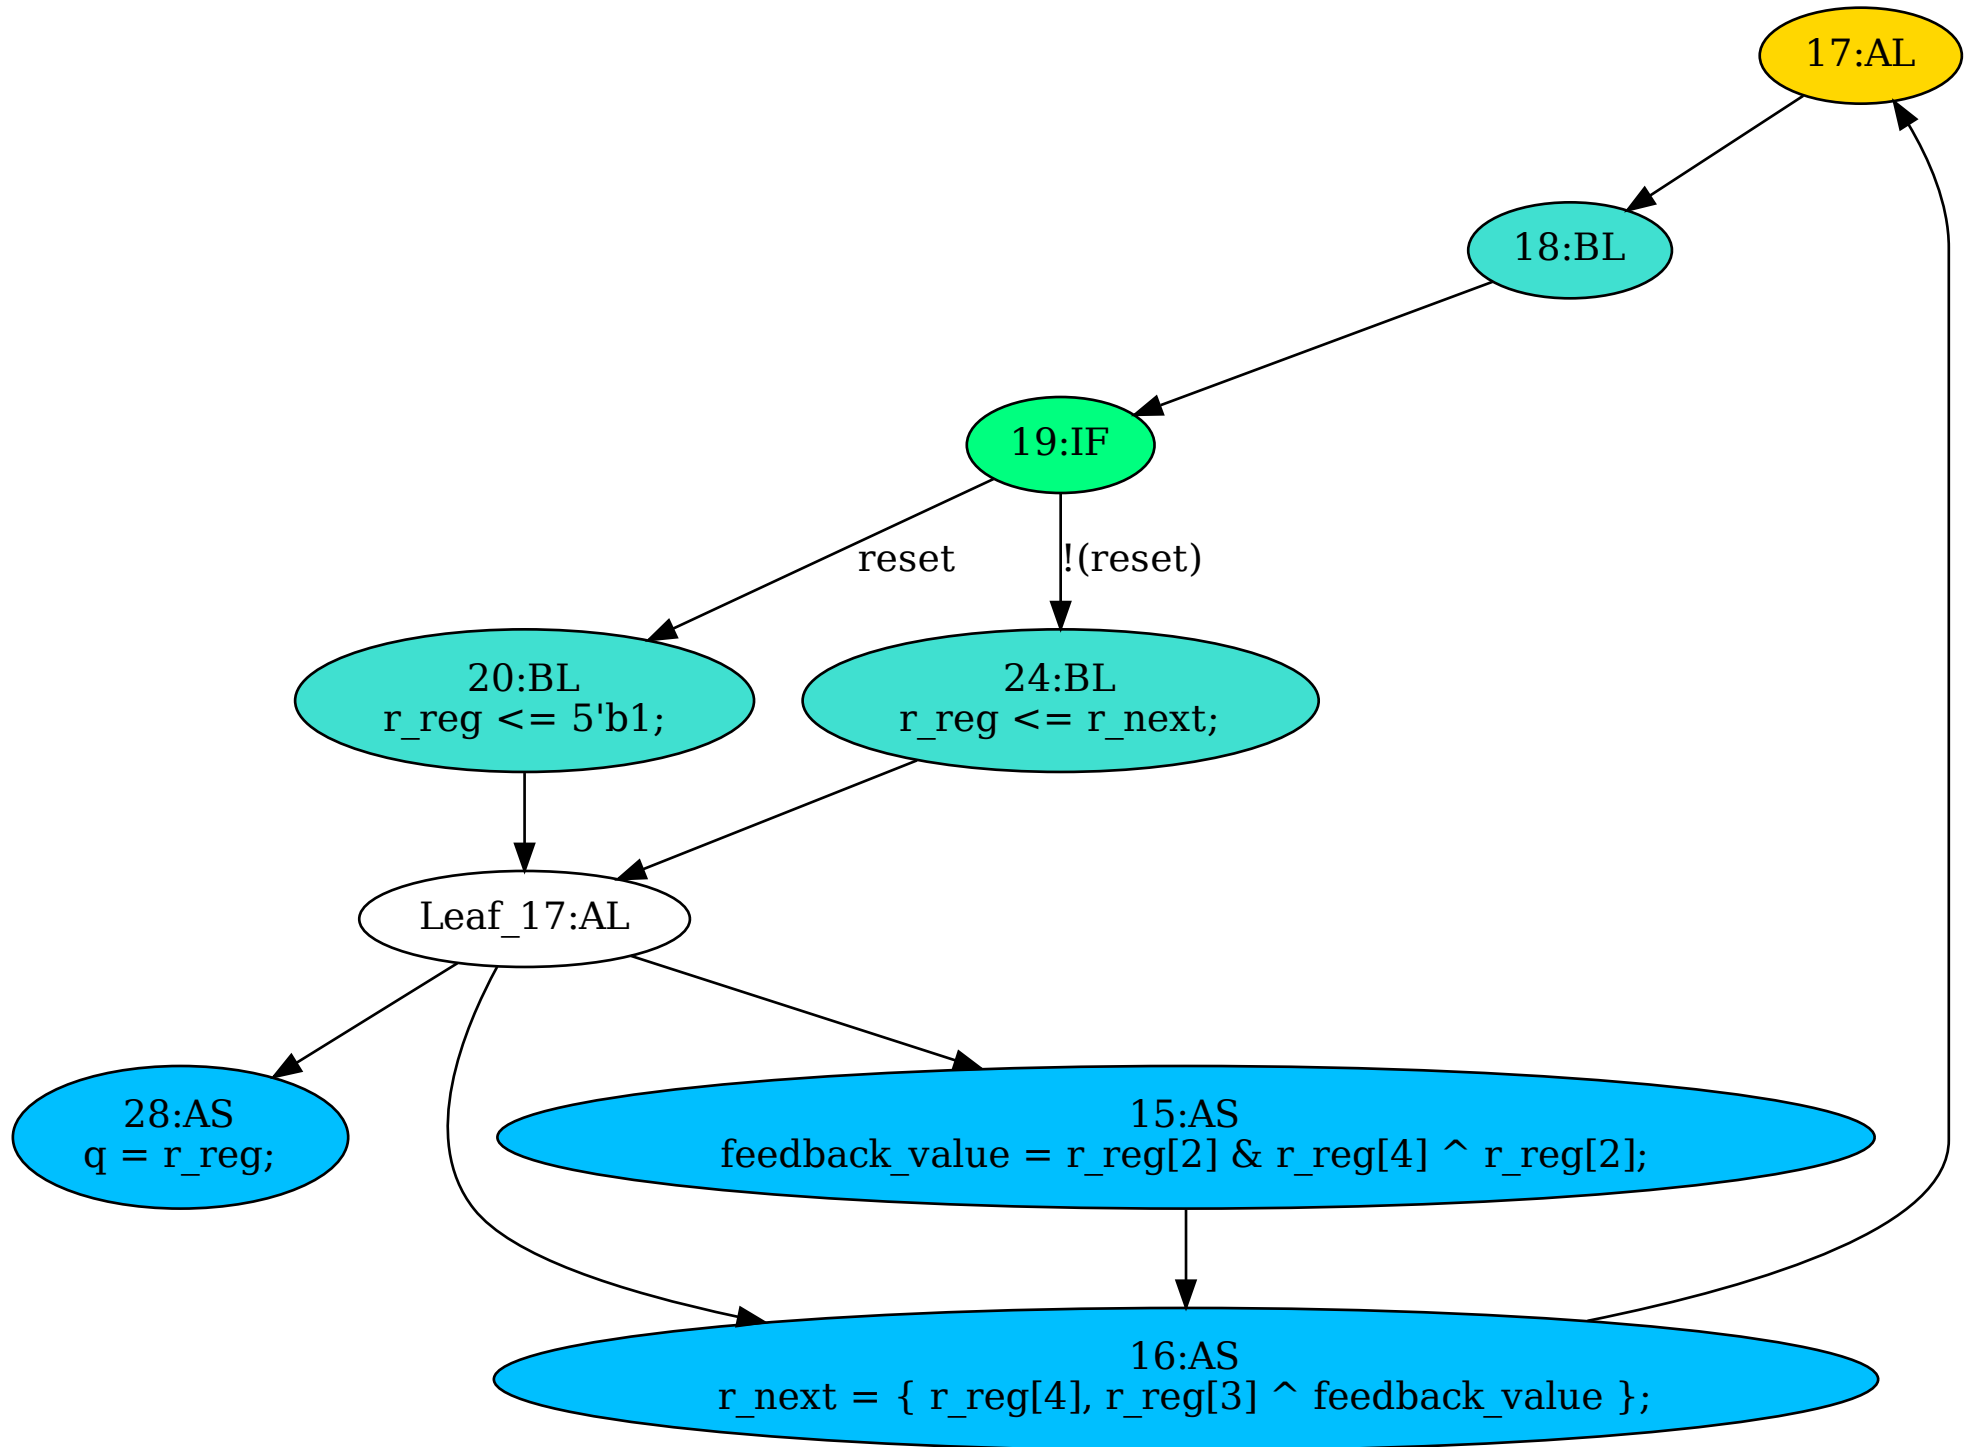 17:AL
18:BL
19:IF
reset
!(reset)
20:BL
r_reg <= 5'b1;
24:BL
r_reg <= r_next;
Leaf_17:AL
28:AS
q = r_reg;
15:AS
feedback_value = r_reg[2] & r_reg[4] ^ r_reg[2];
16:AS
r_next = { r_reg[4], r_reg[3] ^ feedback_value };